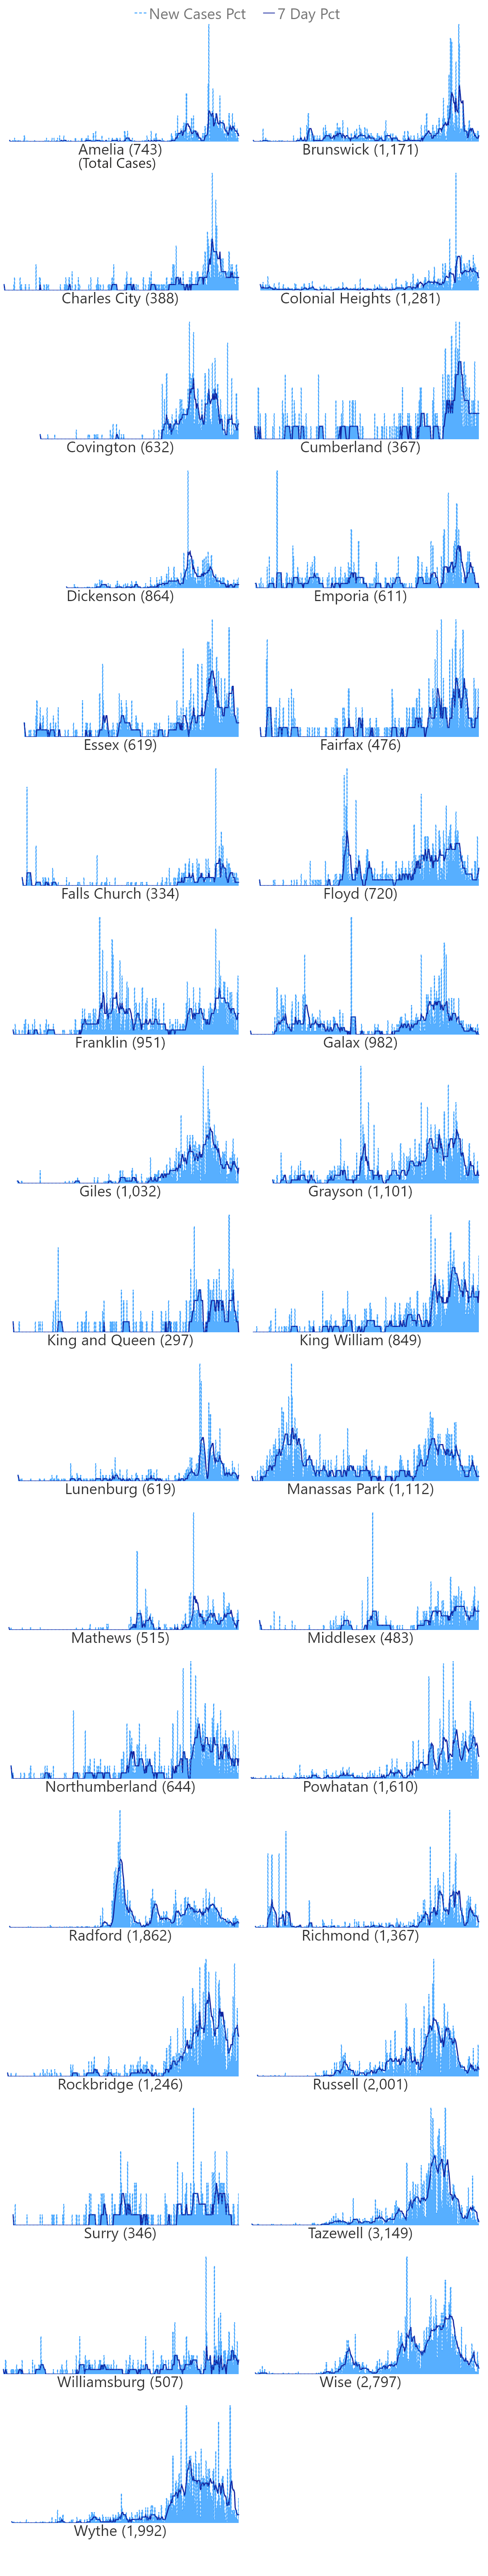 New Cases Pct 7 Day Pct
Amelia (743)
(Total Cases)
Brunswick (1,171)
Charles City (388)
Colonial Heights (1,281)
Covington (632)
Cumberland (367)
Dickenson (864)
Emporia (611)
Essex (619)
Fairfax (476)
Falls Church (334)
Floyd (720)
Franklin (951)
Galax (982)
Giles (1,032)
Grayson (1,101)
King and Queen (297)
King William (849)
Lunenburg (619)
Manassas Park (1,112)
Mathews (515)
Middlesex (483)
Northumberland (644)
Powhatan (1,610)
Radford (1,862)
Richmond (1,367)
Rockbridge (1,246)
Russell (2,001)
Surry (346)
Tazewell (3,149)
Williamsburg (507)
Wise (2,797)
Wythe (1,992)